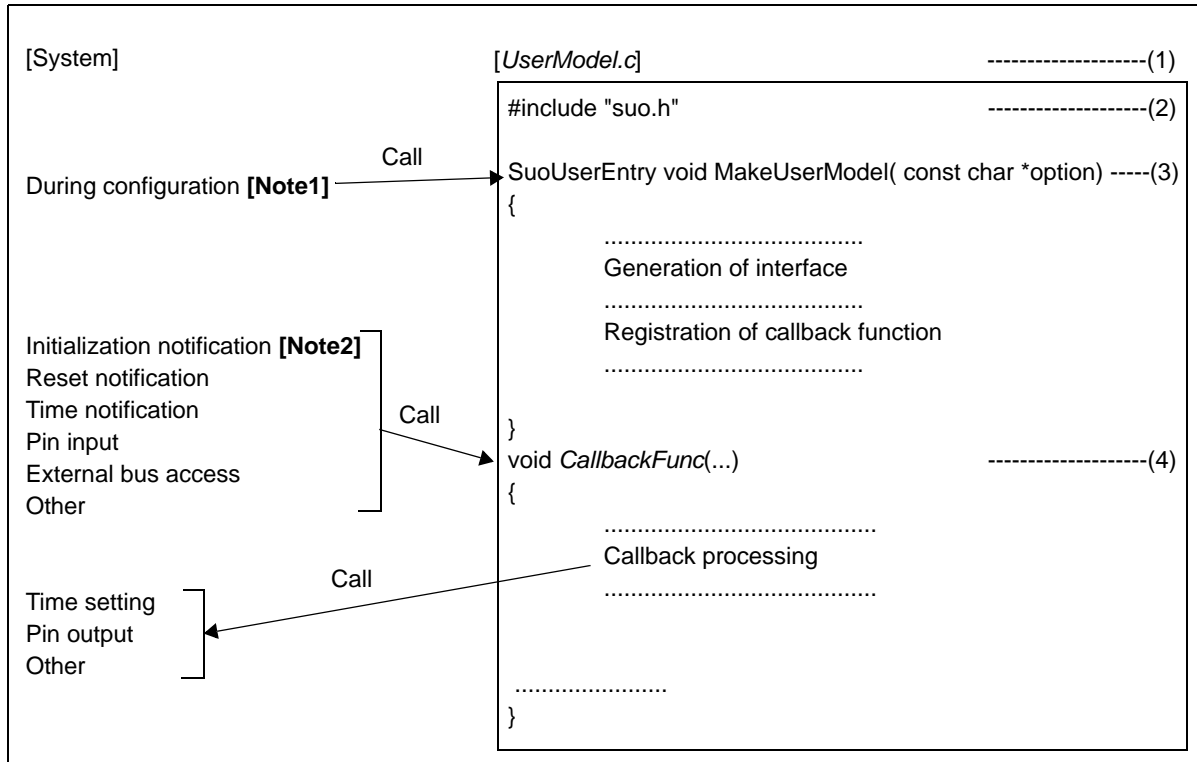 [System] [UserModel.c] --------------------(1)
#include "suo.h" --------------------(2)
Call
During configuration [Note1] SuoUserEntry void MakeUserModel( const char *option) -----(3)
{
.......................................
Generation of interface
.......................................
Registration of callback function
.......................................
Initialization notification [Note2]
Reset notification
Time notification
Pin input
External bus access
Other
Call
}
void CallbackFunc(...) --------------------(4)
{
.........................................
Callback processing
.........................................
Call
Time setting
Pin output
Other
.......................
}